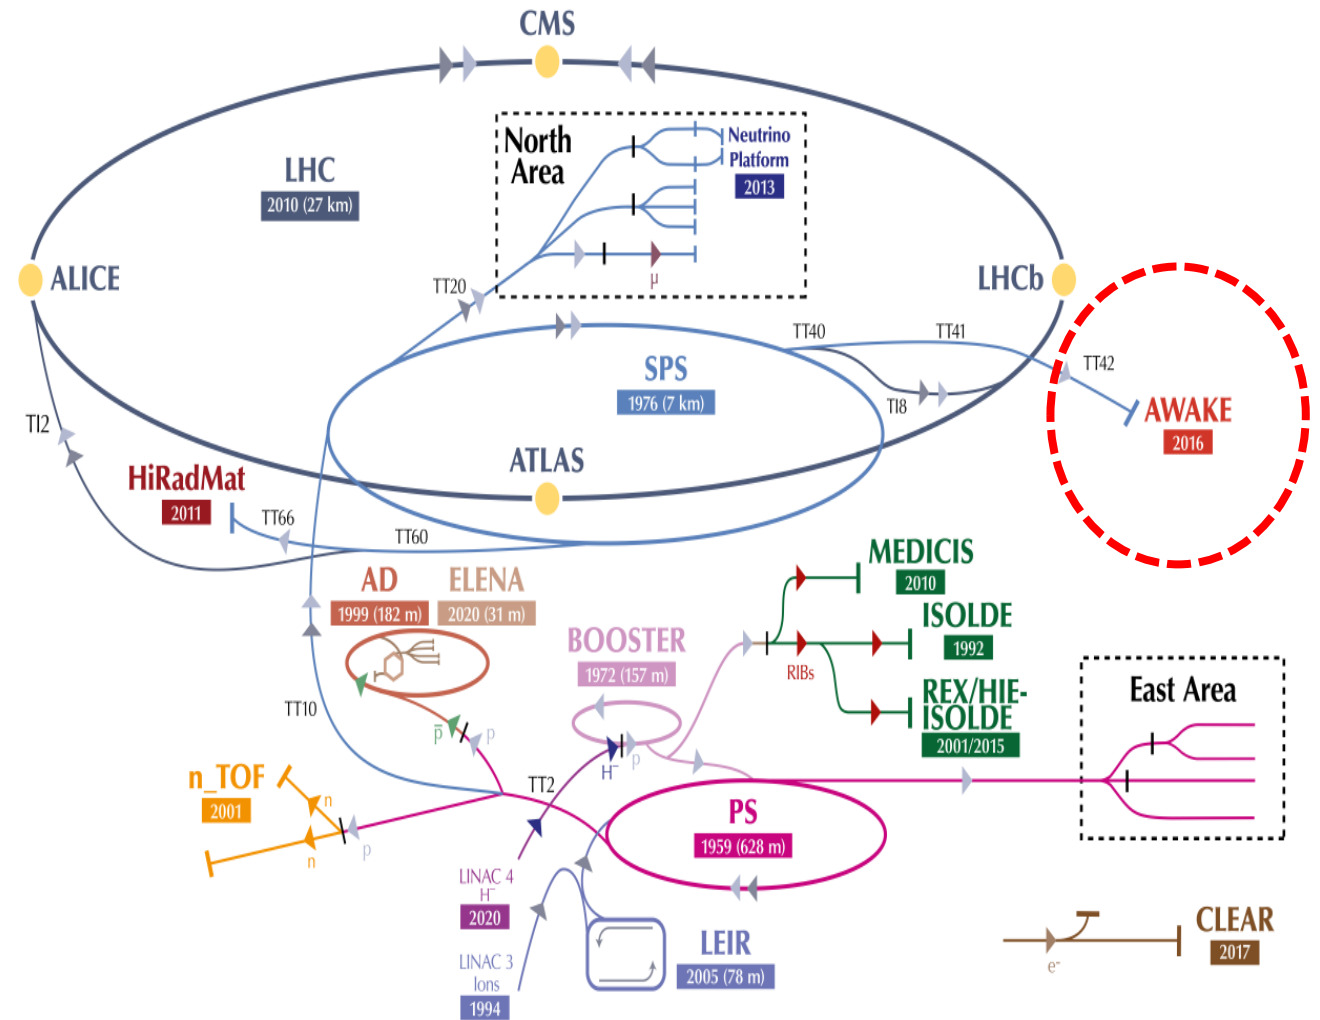 CMS
North
Area
Neutrino
Platform
2013
LHC
2010 (27 km)
μ
ALICE
LHCb
TT20
TT40
TT41
TT42
SPS
1976 (7 km)
TI8
AWAKE
2016
TI2
ATLAS
HiRadMat
2011
TT66
TT60
MEDICIS
2010
AD
1999 (182 m)
ELENA
2020 (31 m)
ISOLDE
1992
BOOSTER
1972 (157 m)
RIBs
REX/HIE-
ISOLDE
2001/2015
East Area
TT10
p̄
p
H⁻
p
n_TOF
2001
n
n
p
TT2
PS
1959 (628 m)
LINAC 4
H⁻
2020
LEIR
2005 (78 m)
LINAC 3
Ions
1994
CLEAR
2017
e⁻